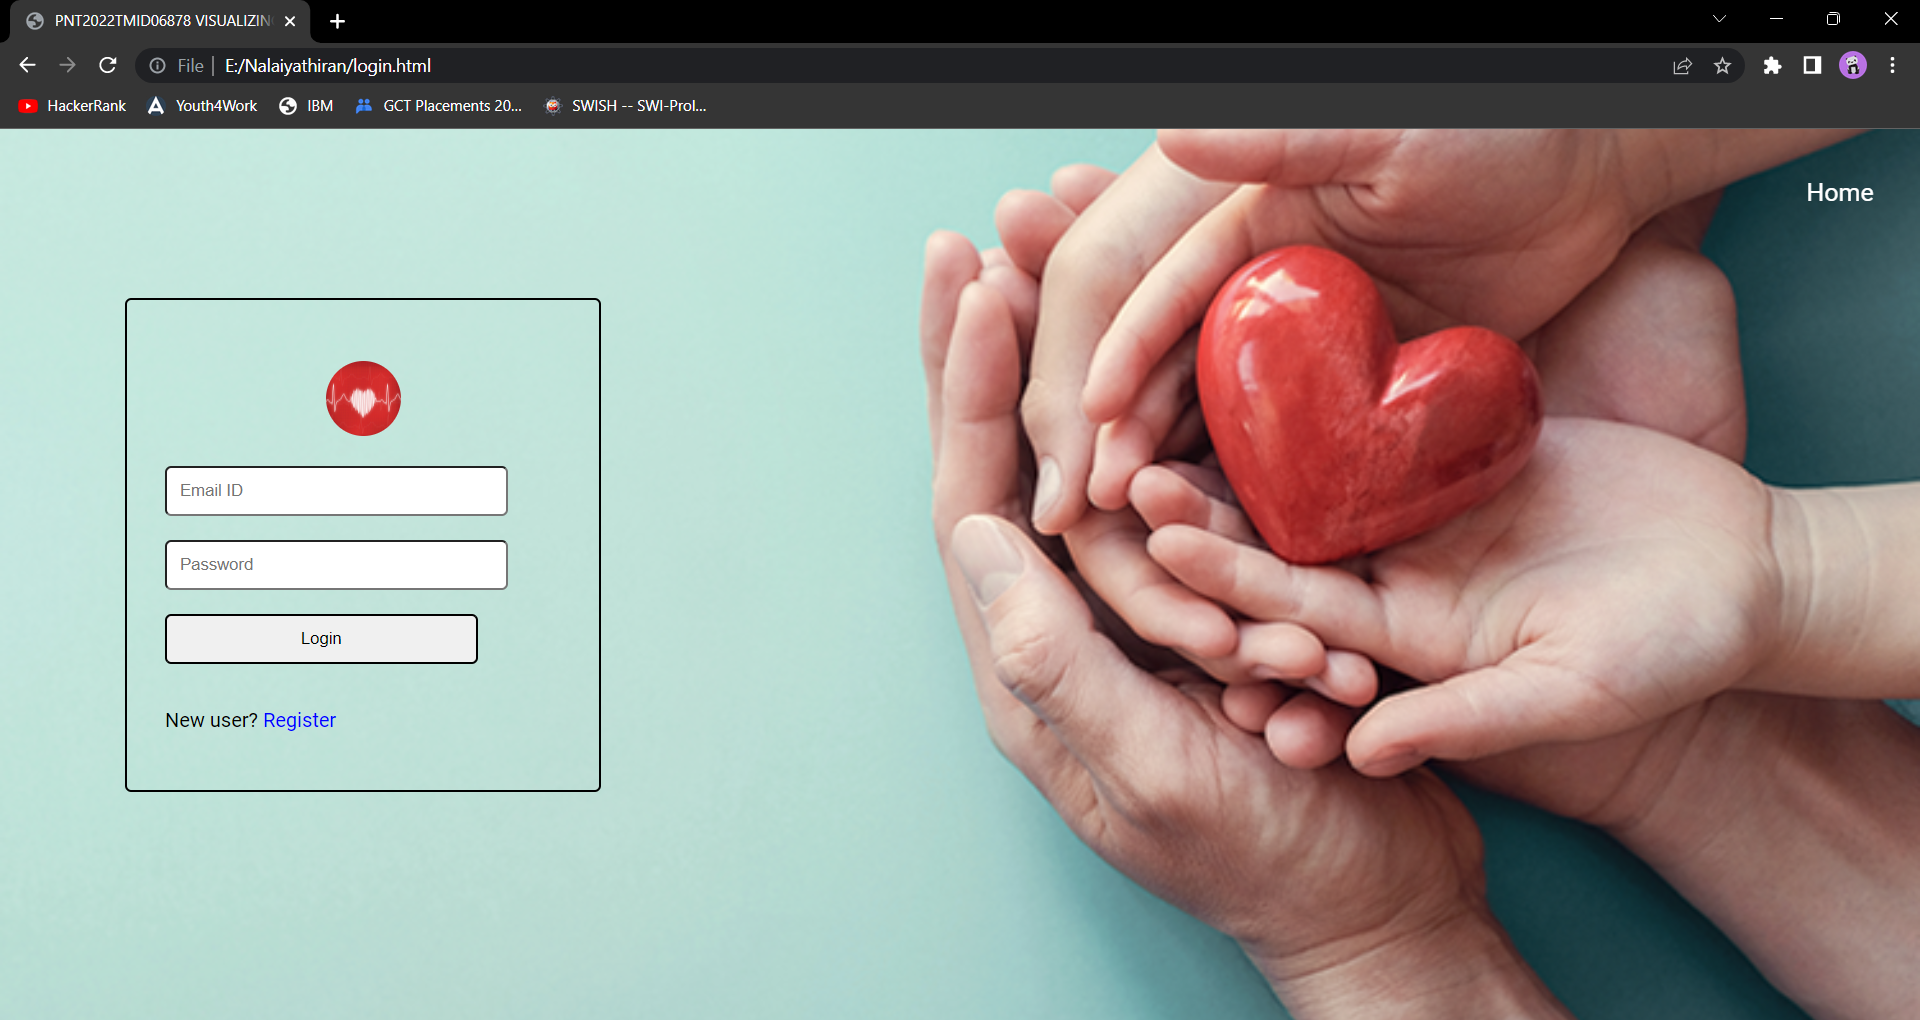 PNT2022TMID06878 VISUALIZIN
File
E:/Nalaiyathiran/login.html
HackerRank
Youth4Work
IBM
GCT Placements 20...
SWISH -- SWI-Prol...
Home
Email ID
Password
Login
New user? Register